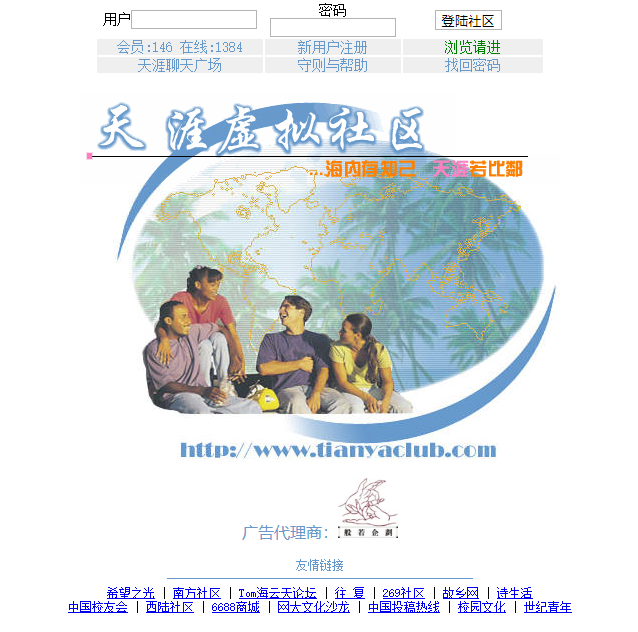 用户 密码 登陆社区
会员:146 在线:1384 新用户注册 浏览请进
天涯聊天广场 守则与帮助 找回密码
天涯虚拟社区
...海内存知己 天涯若比邻
http://www.tianyaclub.com
广告代理商: 般若企划
友情链接
希望之光 | 南方社区 | Tom海云天论坛 | 往 复 | 269社区 | 故乡网 | 诗生活
中国校友会 | 西陆社区 | 6688商城 | 网大文化沙龙 | 中国投稿热线 | 校园文化 | 世纪青年